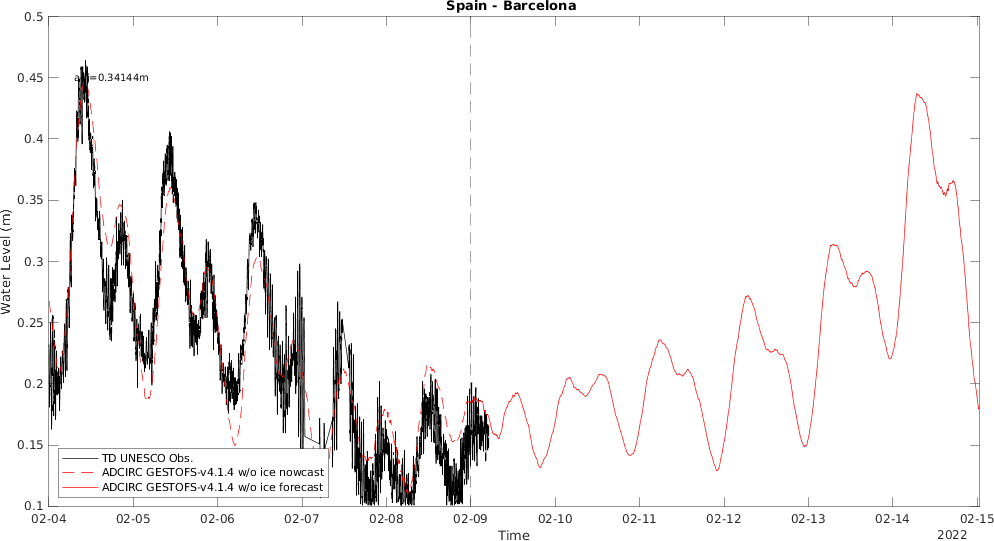 Spain - Barcelona
0.5
0.45
0.4
0.35
0.3
0.25
0.2
0.15
0.1
Water Level (m)
=0.34144m
TD UNESCO Obs.
ADCIRC GESTOFS-v4.1.4 w/o ice nowcast
ADCIRC GESTOFS-v4.1.4 w/o ice forecast
02-04 02-05 02-06 02-07 02-08 02-09 02-10 02-11 02-12 02-13 02-14 02-15
Time
2022